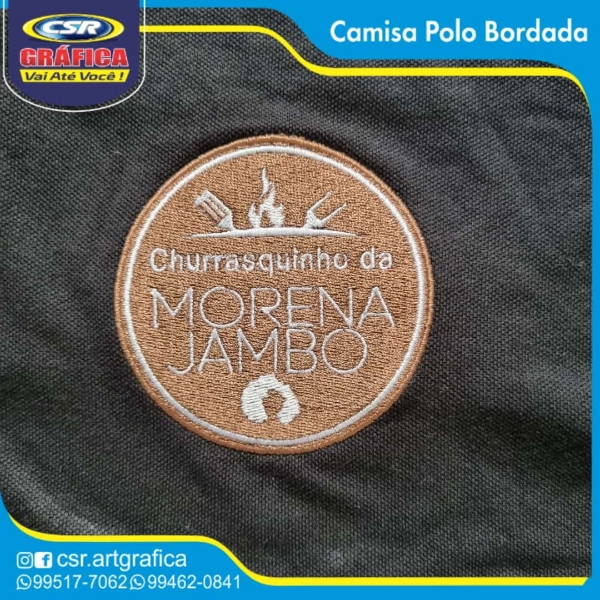 CSR
GRÁFICA
Vai Até Você!
Camisa Polo Bordada
Churrasquinho da
MORENA
JAMBO
csr.artgrafica
99517-7062 99462-0841